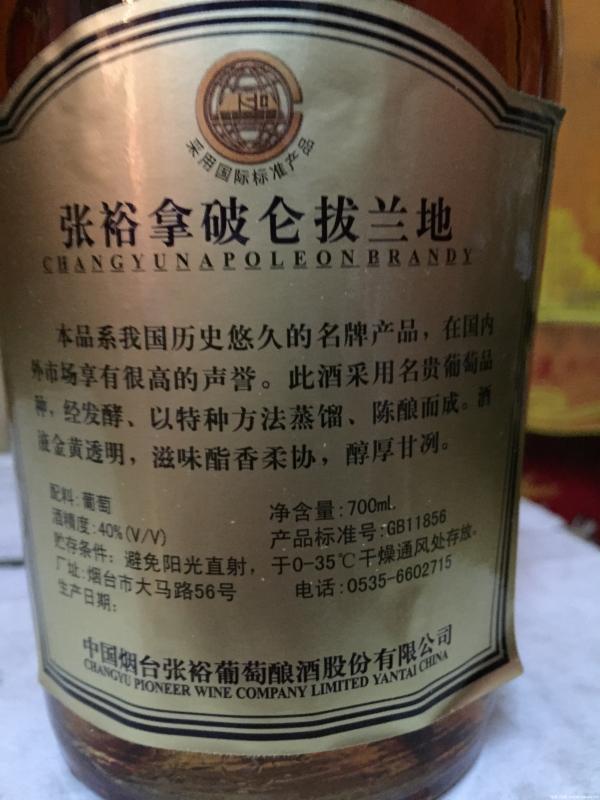 采用国际标准产品
张裕拿破仑拔兰地
CHANGYUNAPOLEONBRANDY
本品系我国历史悠久的名牌产品，在国内
外市场享有很高的声誉。此酒采用名贵葡萄品
种，经发酵、以特种方法蒸馏、陈酿而成。酒
液金黄透明，滋味酯香柔协，醇厚甘冽。
配料:葡萄
净含量:700mL
酒精度:40%(V/V)
产品标准号:GB11856
贮存条件：避免阳光直射，于0-35℃干燥通风处存放。
厂址:烟台市大马路56号
电话:0535-6602715
生产日期:
中国烟台张裕葡萄酿酒股份有限公司
CHANGYU PIONEER WINE COMPANY LIMITED YANTAI CHINA